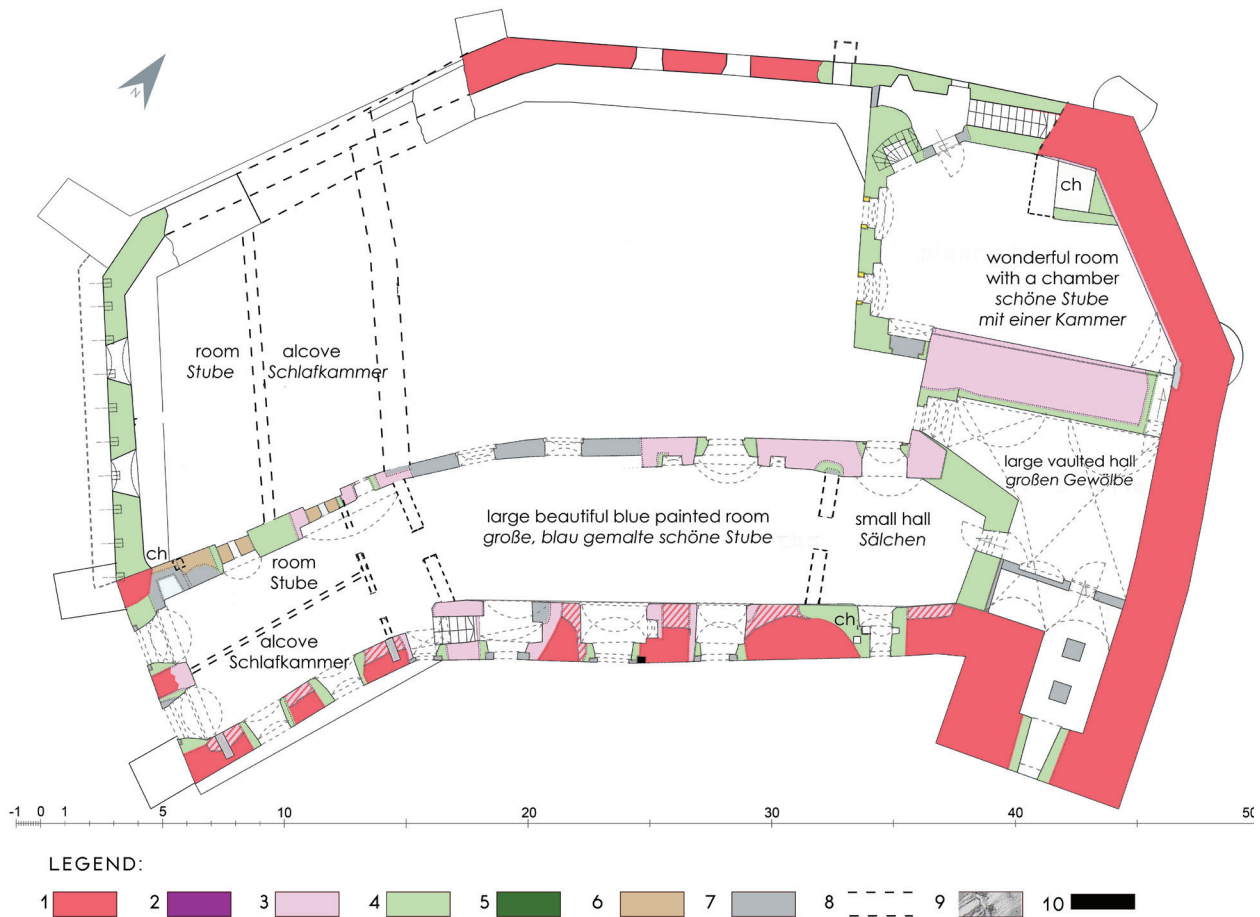 N
ch
wonderful room
with a chamber
schöne Stube
mit einer Kammer
room
Stube
alcove
Schlafkammer
large vaulted hall
großen Gewölbe
large beautiful blue painted room
große, blau gemalte schöne Stube
small hall
Sälchen
ch
room
Stube
alcove
Schlafkammer
ch
-1 0 1 5 10 20 30 40 50
LEGEND:
1 2 3 4 5 6 7 8 9 10